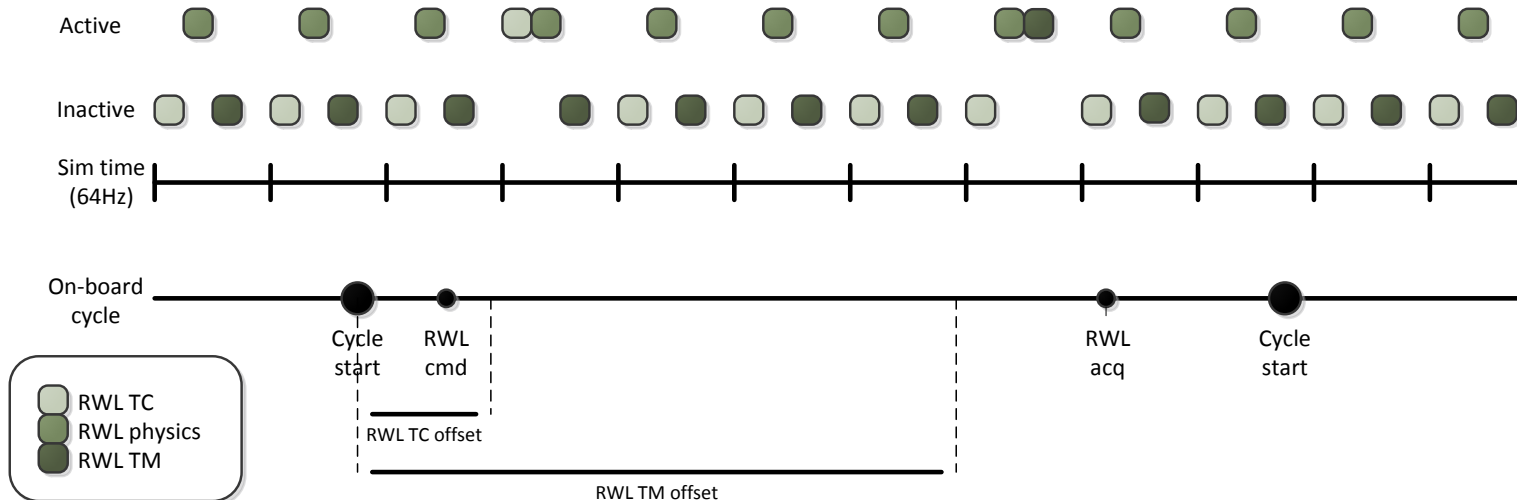 Active
Inactive
Sim time
(64Hz)
On-board
cycle
Cycle
start
RWL
cmd
RWL
acq
Cycle
start
RWL TC
RWL physics
RWL TM
RWL TC offset
RWL TM offset